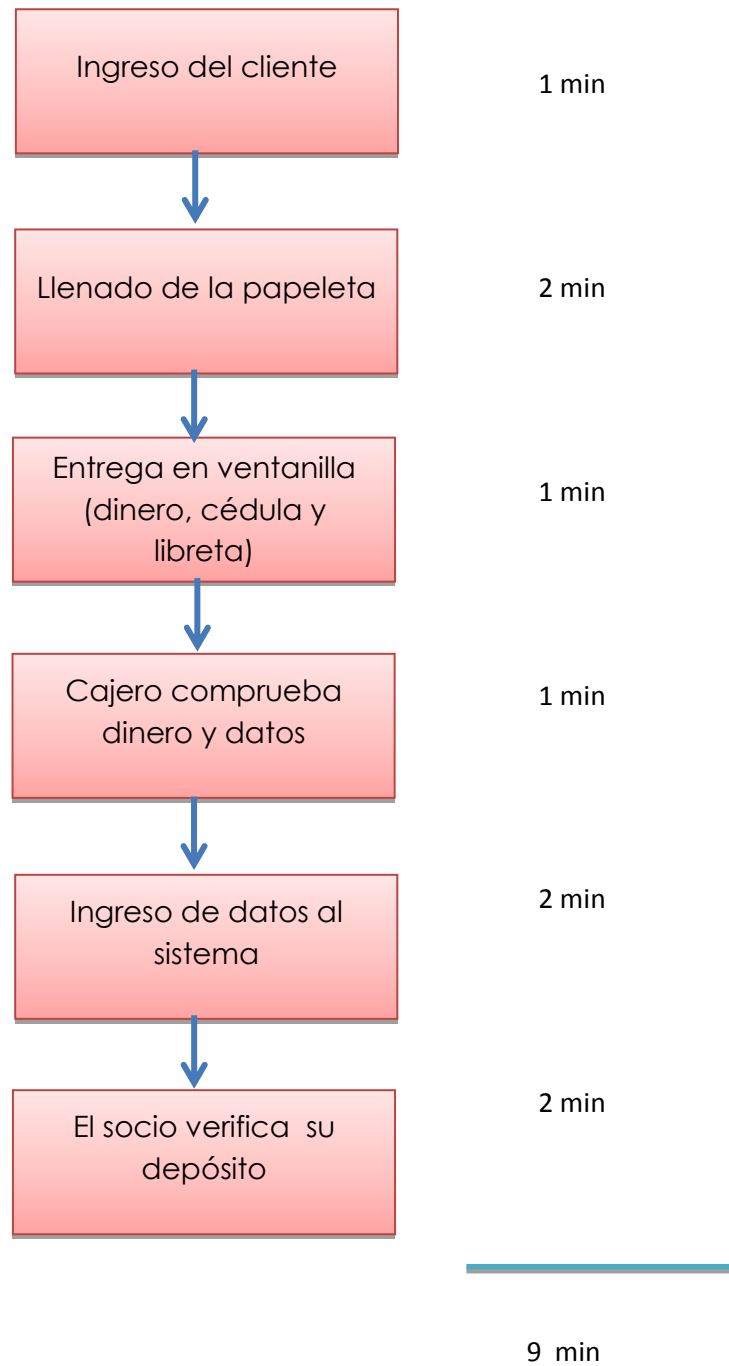 Ingreso del cliente
1 min
Llenado de la papeleta
2 min
Entrega en ventanilla
(dinero, cédula y
libreta)
1 min
Cajero comprueba
dinero y datos
1 min
Ingreso de datos al
sistema
2 min
El socio verifica  su
depósito
2 min
9  min